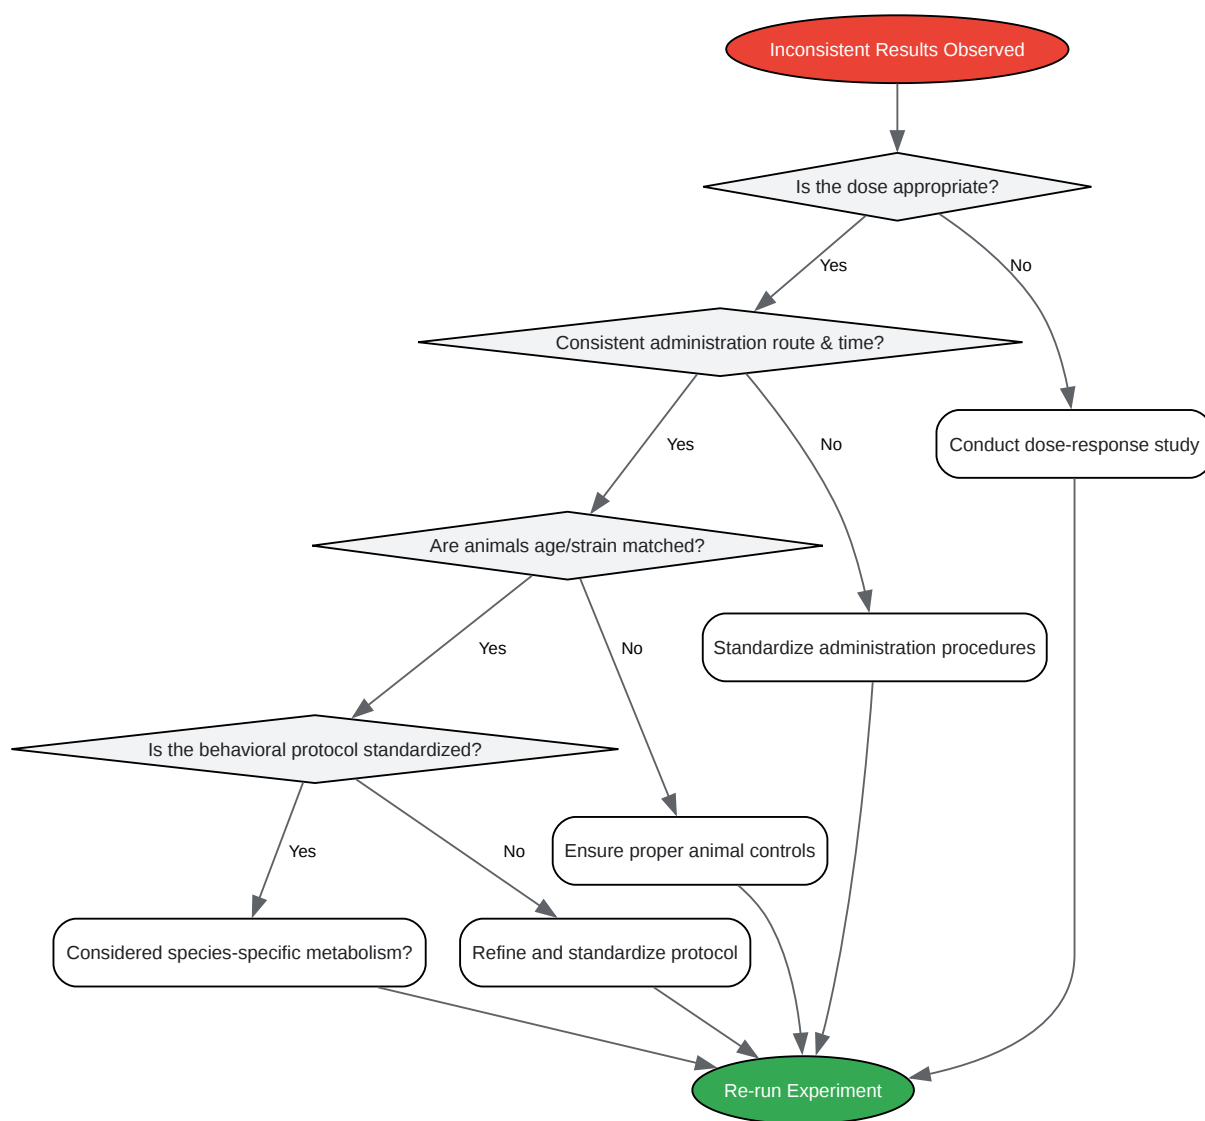 Inconsistent Results Observed
Is the dose appropriate?
Yes
No
Consistent administration route & time?
Yes
No
Conduct dose-response study
Are animals age/strain matched?
Yes
No
Standardize administration procedures
Is the behavioral protocol standardized?
Yes
No
Ensure proper animal controls
Considered species-specific metabolism?
Refine and standardize protocol
Re-run Experiment